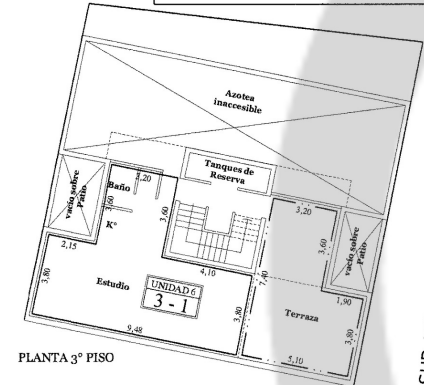 Azotea
inaccesible
Tanques de
Reserva
Baño
,20
vacío sobre
Patio
3,60
3,60
K°
3,20
3,60
vacío sobre
Patio
2,15
4,10
7,40
1,90
3,80
Estudio
UNIDAD 6
3 - 1
3,80
Terraza
3,80
9,48
5,10
PLANTA 3° PISO
SUP